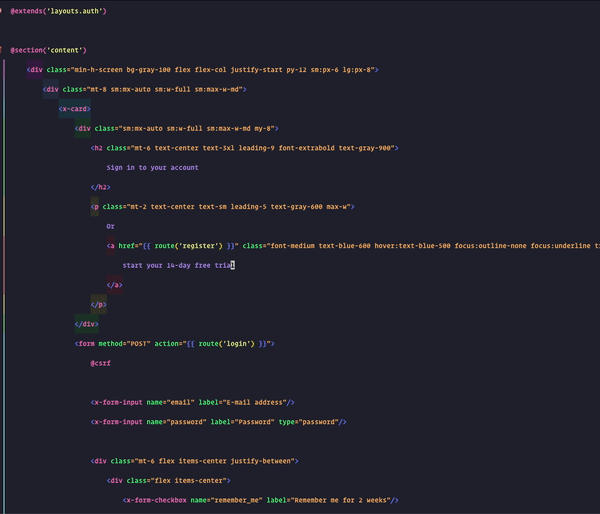 @extends('layouts.auth')
@section('content')
<div class="min-h-screen bg-gray-100 flex flex-col justify-start py-12 sm:px-6 lg:px-8">
<div class="mt-8 sm:mx-auto sm:w-full sm:max-w-md">
<x-card>
<div class="sm:mx-auto sm:w-full sm:max-w-md my-8">
<h2 class="mt-6 text-center text-3xl leading-9 font-extrabold text-gray-900">
Sign in to your account
</h2>
<p class="mt-2 text-center text-sm leading-5 text-gray-600 max-w">
Or
<a href="{{ route('register') }}" class="font-medium text-blue-600 hover:text-blue-500 focus:outline-none focus:underline
start your 14-day free trial
</a>
</p>
</div>
<form method="POST" action="{{ route('login') }}">
@csrf
<x-form-input name="email" label="E-mail address"/>
<x-form-input name="password" label="Password" type="password"/>
<div class="mt-6 flex items-center justify-between">
<div class="flex items-center">
<x-form-checkbox name="remember_me" label="Remember me for 2 weeks"/>